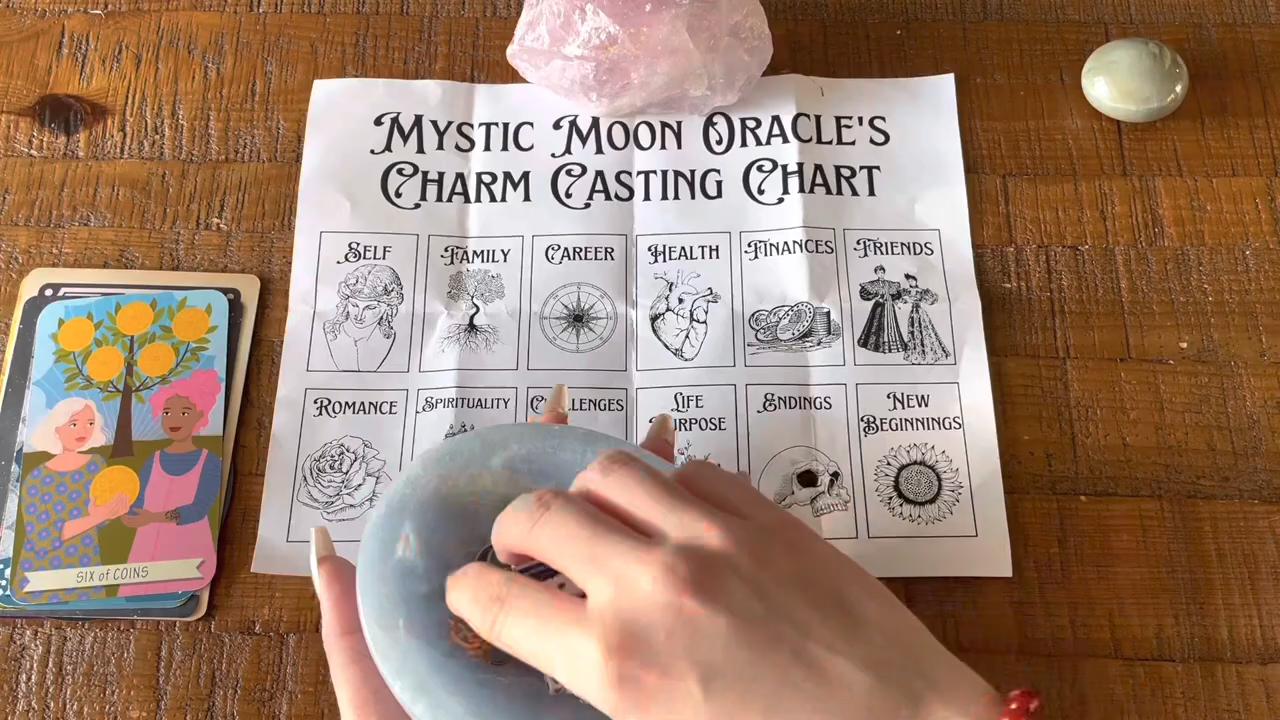 Mystic Moon Oracle's
Charm Casting Chart
Self
Family
Career
Health
Finances
Friends
Romance
Spirituality
Life
Endings
New
Beginnings
SIX of COINS